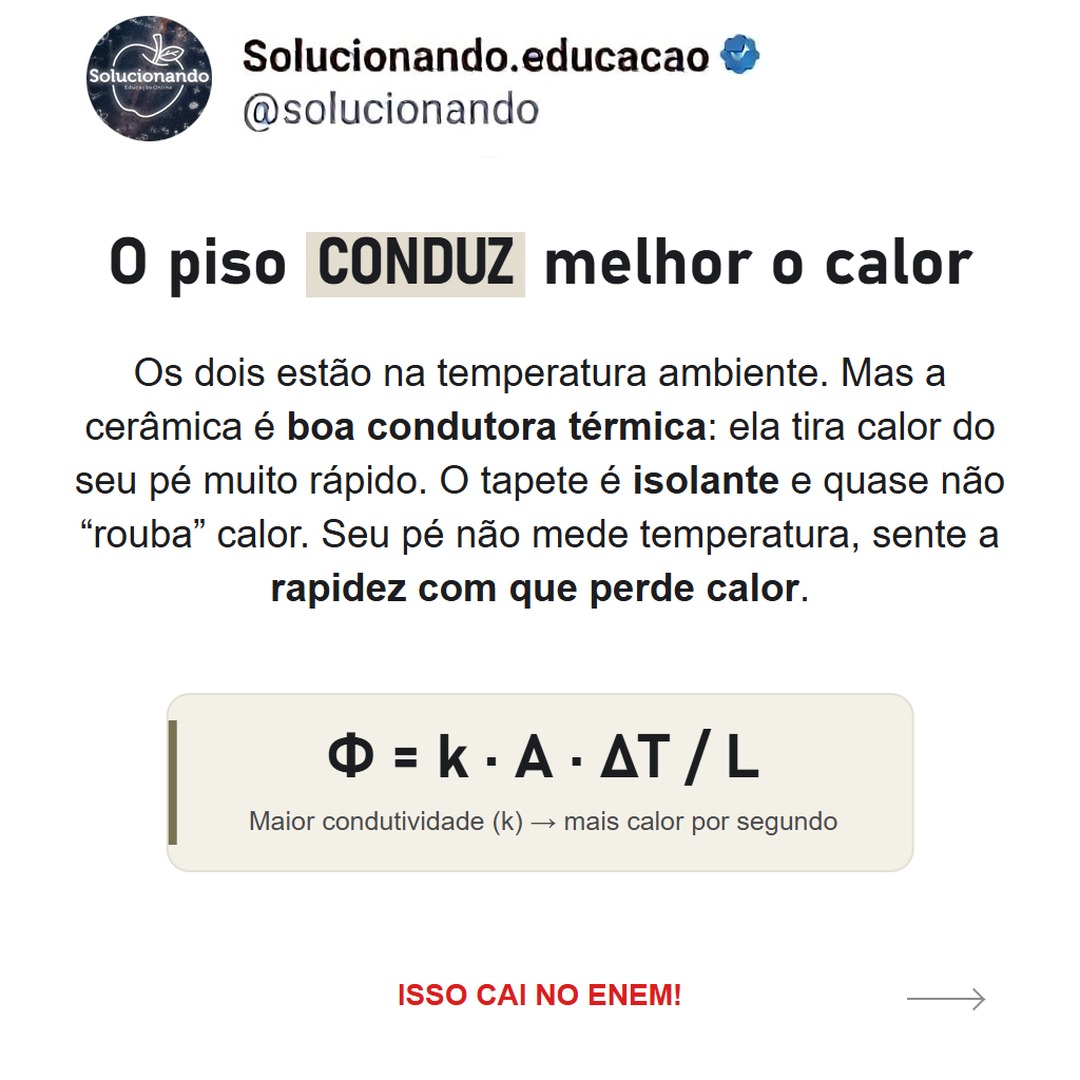 Solucionando
Educação Online
Solucionando.educacao
@solucionando
O piso CONDUZ melhor o calor
Os dois estão na temperatura ambiente. Mas a
cerâmica é boa condutora térmica: ela tira calor do
seu pé muito rápido. O tapete é isolante e quase não
“rouba” calor. Seu pé não mede temperatura, sente a
rapidez com que perde calor.
Φ = k · A · ΔT / L
Maior condutividade (k) → mais calor por segundo
ISSO CAI NO ENEM!